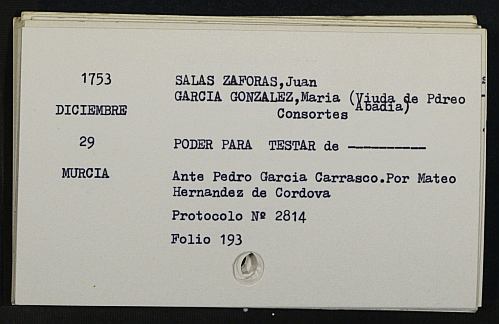 1753 SALAS ZAFORAS,Juan
GARCIA GONZALEZ,Maria (Viuda de Pdreo Abadia)
DICIEMBRE Consortes
29 PODER PARA TESTAR de ----------
MURCIA Ante Pedro Garcia Carrasco.Por Mateo
Hernandez de Cordova
Protocolo Nº 2814
Folio 193